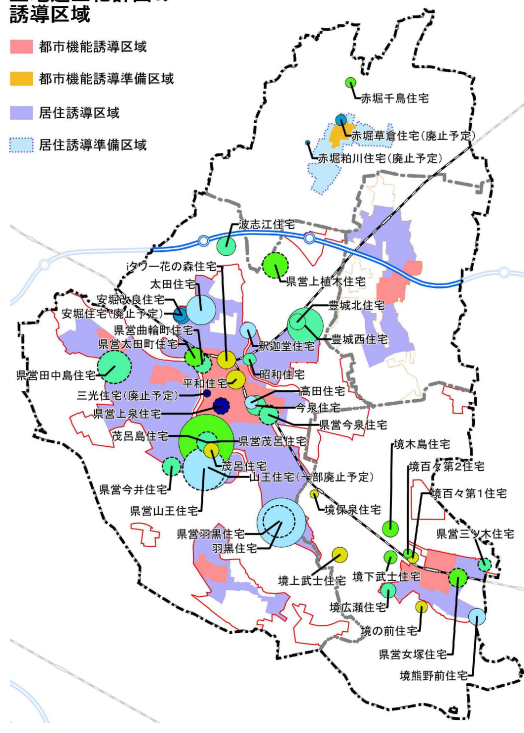 誘導区域
都市機能誘導区域
都市機能誘導準備区域
居住誘導区域
居住誘導準備区域
赤堀千鳥住宅
赤堀草倉住宅(廃止予定)
赤堀粕川住宅(廃止予定)
波志江住宅
iタワー花の森住宅
太田住宅
県営上植木住宅
安堀改良住宅
安堀住宅(廃止予定)
豊城北住宅
県営曲輪町住宅
釈迦堂住宅
豊城西住宅
県営太田町住宅
県営田中島住宅
昭和住宅
平和住宅
三光住宅(廃止予定)
高田住宅
県営上泉住宅
今泉住宅
県営今泉住宅
茂呂島住宅
県営茂呂住宅
境木島住宅
茂呂住宅
境百々第2住宅
山王住宅(一部廃止予定)
県営今井住宅
境百々第1住宅
県営山王住宅
境保泉住宅
県営三ツ木住宅
県営羽黒住宅
羽黒住宅
境上武士住宅
境下武士住宅
境広瀬住宅
境の前住宅
県営女塚住宅
境熊野前住宅